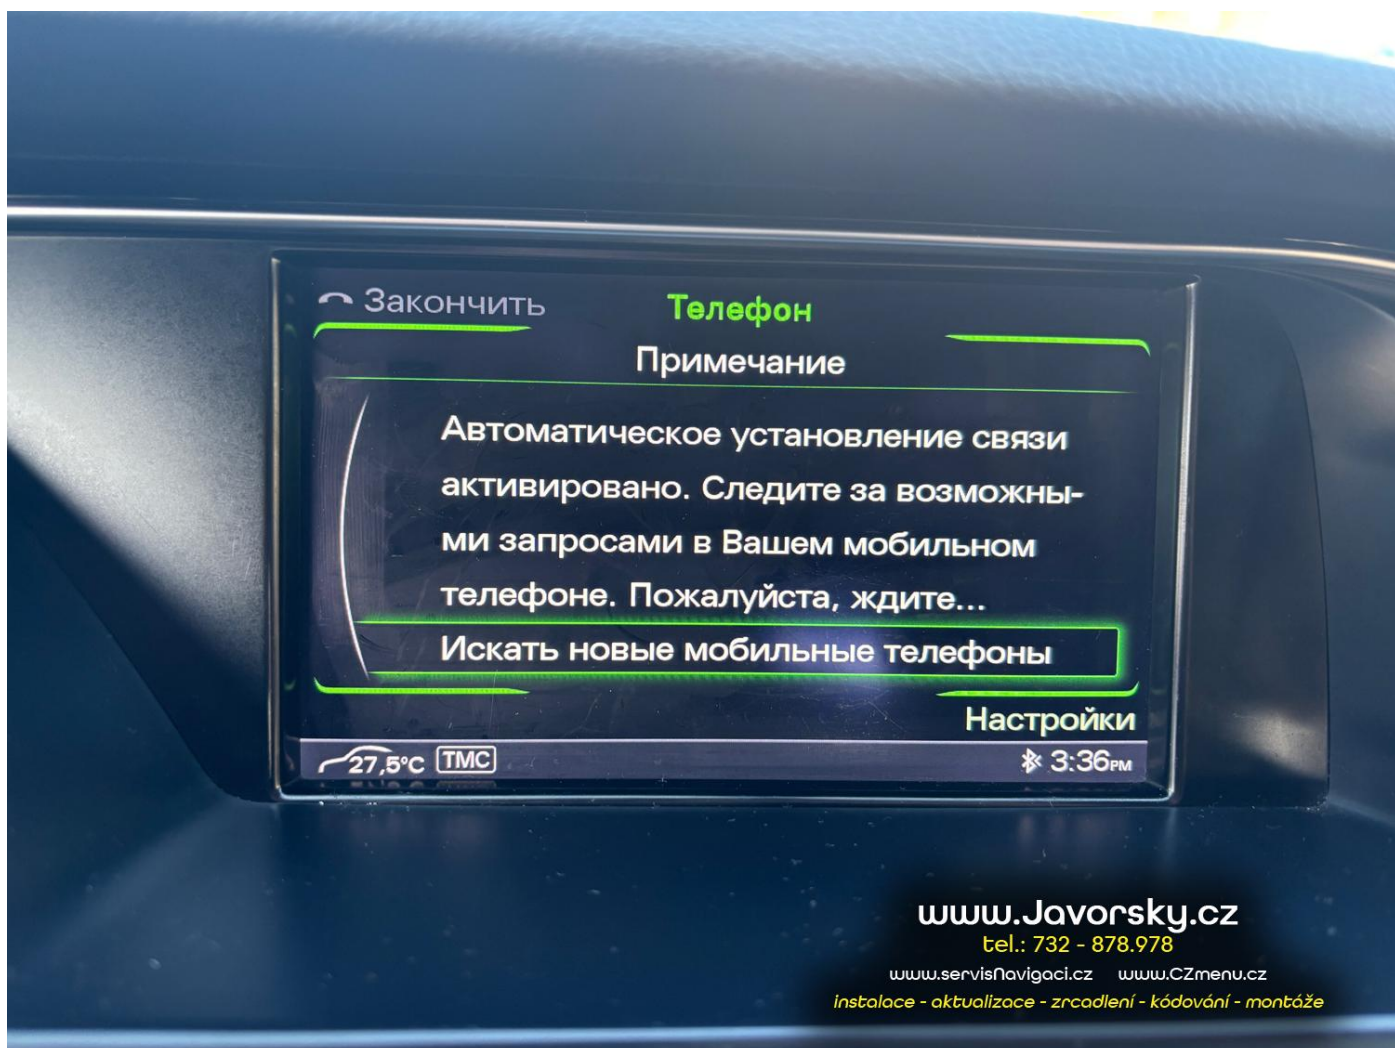 Закончить
Телефон
Примечание
Автоматическое установление связи
активировано. Следите за возможны-
ми запросами в Вашем мобильном
телефоне. Пожалуйста, ждите...
Искать новые мобильные телефоны
Настройки
27,5°C TMC 3:36PM
www.Javorsky.cz
tel.: 732 - 878.978
www.servisNavigaci.cz www.CZmenu.cz
instalace - aktualizace - zrcadlení - kódování - montáže